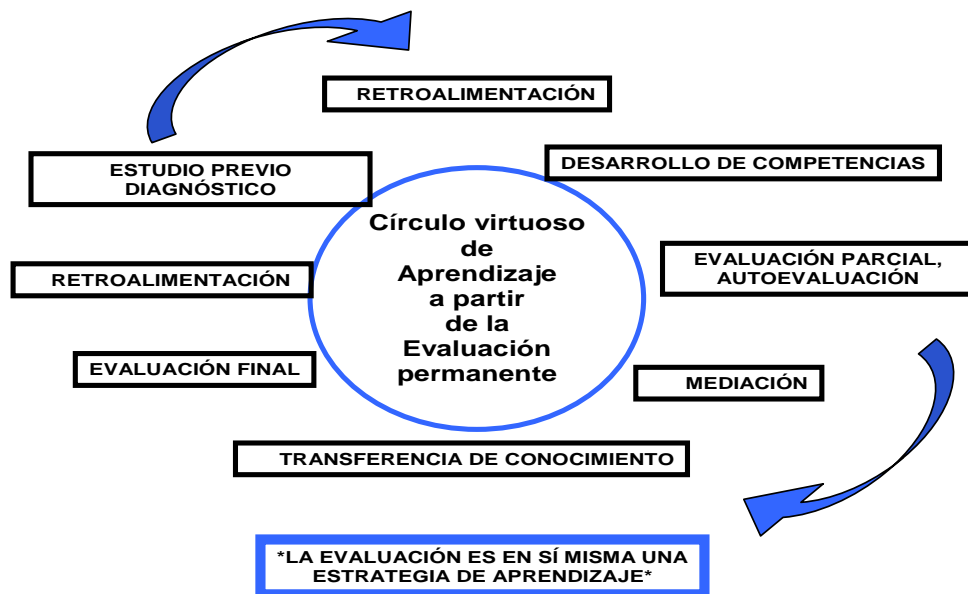 RETROALIMENTACIÓN
ESTUDIO PREVIO
DIAGNÓSTICO
DESARROLLO DE COMPETENCIAS
Círculo virtuoso
de
Aprendizaje
a partir
de la
Evaluación
permanente
RETROALIMENTACIÓN
EVALUACIÓN PARCIAL,
AUTOEVALUACIÓN
EVALUACIÓN FINAL
MEDIACIÓN
TRANSFERENCIA DE CONOCIMIENTO
*LA EVALUACIÓN ES EN SÍ MISMA UNA
ESTRATEGIA DE APRENDIZAJE*